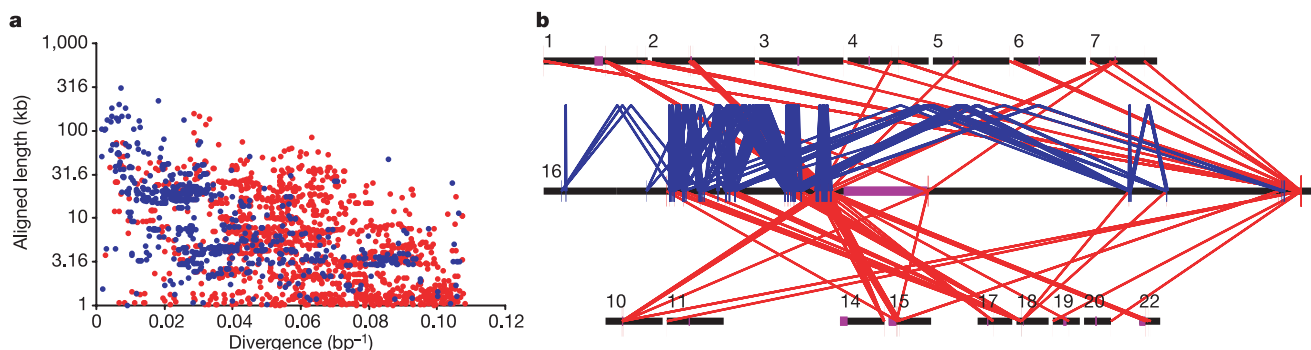 a
1,000
316
100
31.6
10
3.16
1
Aligned length (kb)
0 0.02 0.04 0.06 0.08 0.10 0.12
Divergence (bp⁻¹)
b
1 2 3 4 5 6 7
16
10 11 14 15 17 18 19 20 22